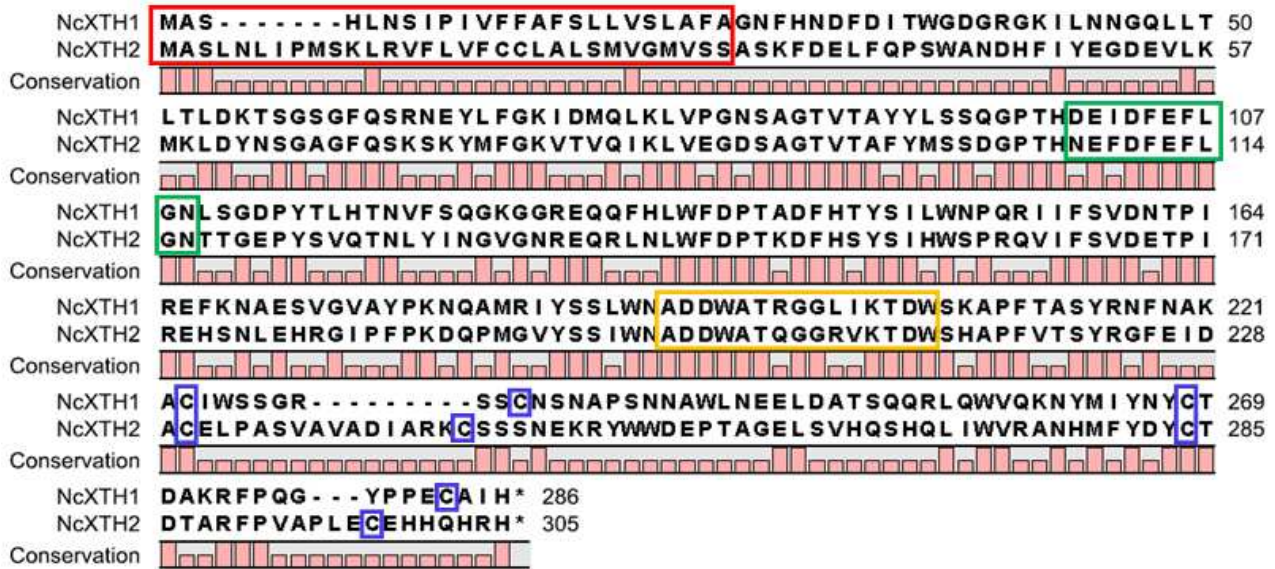 NcXTH1 MAS-------HLNSIPIVFFAFSLLVSLAFAGNFHNDFDITWGDGRGKILNNGQLLT 50
NcXTH2 MASLNLIPMSKLRVFLVFCCLALSMVGMVSSASKFDELFQPSWANDHFIYEGDEVLK 57
Conservation
NcXTH1 LTLDKTSGSGFQSRNEYLFGKIDMQLKLVPGNSAGTVTAYYLSSQGPTHDEIDFEFL 107
NcXTH2 MKLDYNSGAGFQSKSKYMFGKVTVQIKLVEGDSAGTVTAFYMSSDGPTHNEFDFEFL 114
Conservation
NcXTH1 GNLSGDPYTLHTNVFSQGKGGREQQFHLWFDPTADFHTYSILWNPQRIIFSVDNTPI 164
NcXTH2 GNTTGEPYSVQTNLYINGVGNREQRLNLWFDPTKDFHSYSIHWSPRQVIFSVDETPI 171
Conservation
NcXTH1 REFKNAESVGVAYPKNQAMRIYSSLWNADDWATRGGLIKTDWSKAPFTASYRNFNAK 221
NcXTH2 REHSNLEHRGIPFPKDQPMGVYSSIWNADDWATQGGRVKTDWSHAPFVTSYRGFEID 228
Conservation
NcXTH1 ACIWSSGR---------SSCNSNAPSNNAWLNEELDATSQQRLQWVQKNYMIYNYCT 269
NcXTH2 ACELPASVAVADIARKCSSSNEKRYWWDEPTAGELSVHQSHQLIWVRANHMFYDYCT 285
Conservation
NcXTH1 DAKRFPQG---YPPECAIH* 286
NcXTH2 DTARFPVAPLECEHHQHRH* 305
Conservation